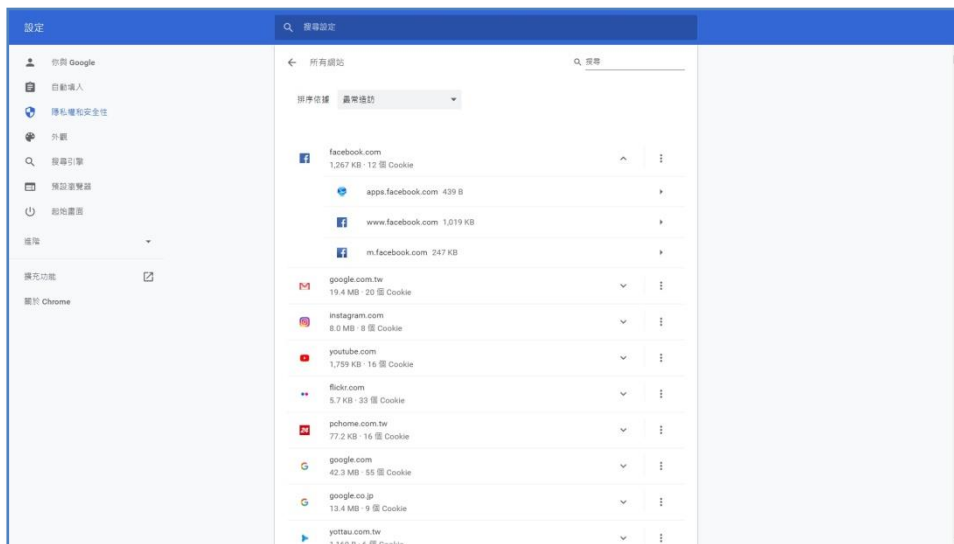 設定
搜尋設定
你與 Google
自動填入
隱私權和安全性
外觀
搜尋引擎
預設瀏覽器
起始畫面
進階
擴充功能
關於 Chrome
所有網站
搜尋
排序依據 最常造訪
facebook.com
1,267 KB · 12 個 Cookie
apps.facebook.com 439 B
www.facebook.com 1,019 KB
m.facebook.com 247 KB
google.com.tw
19.4 MB · 20 個 Cookie
instagram.com
8.0 MB · 8 個 Cookie
youtube.com
1,759 KB · 16 個 Cookie
flickr.com
5.7 KB · 33 個 Cookie
pchome.com.tw
77.2 KB · 16 個 Cookie
google.com
42.3 MB · 55 個 Cookie
google.co.jp
13.4 MB · 9 個 Cookie
yottau.com.tw